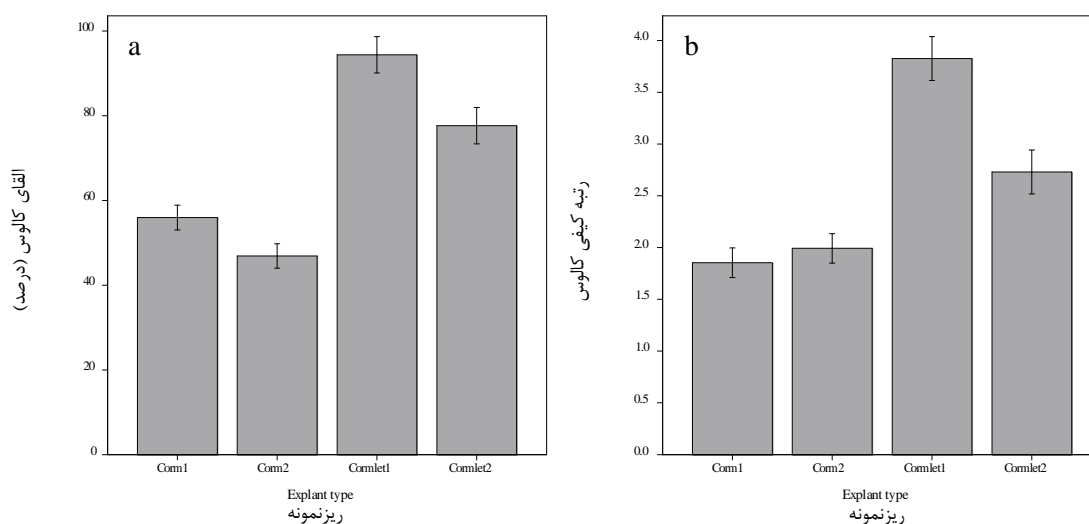 a
100
80
60
40
20
0
القای کالوس (درصد)
Corm1 Corm2 Cormlet1 Cormlet2
Explant type
ریزنمونه
b
4.0
3.5
3.0
2.5
2.0
1.5
1.0
0.5
0.0
رتبه کیفی کالوس
Corm1 Corm2 Cormlet1 Cormlet2
Explant type
ریزنمونه